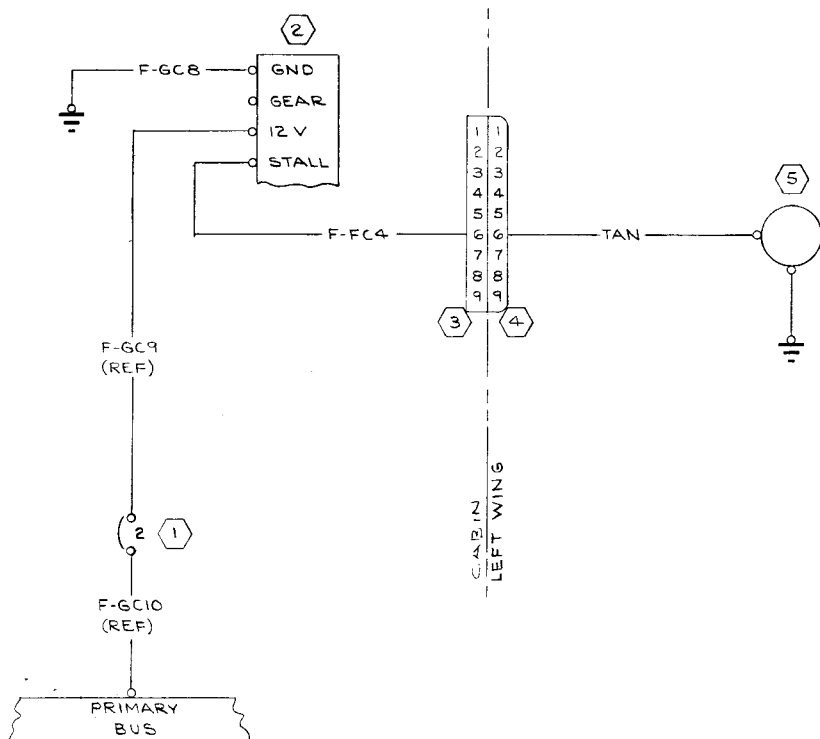 2
F-GC8
GND
GEAR
12 V
STALL
1 1
2 2
3 3
4 4
5 5
6 6
7 7
8 8
9 9
F-FC4
TAN
5
3
4
F-GC9
(REF)
2
1
CABIN
LEFT WING
F-GC10
(REF)
PRIMARY
BUS